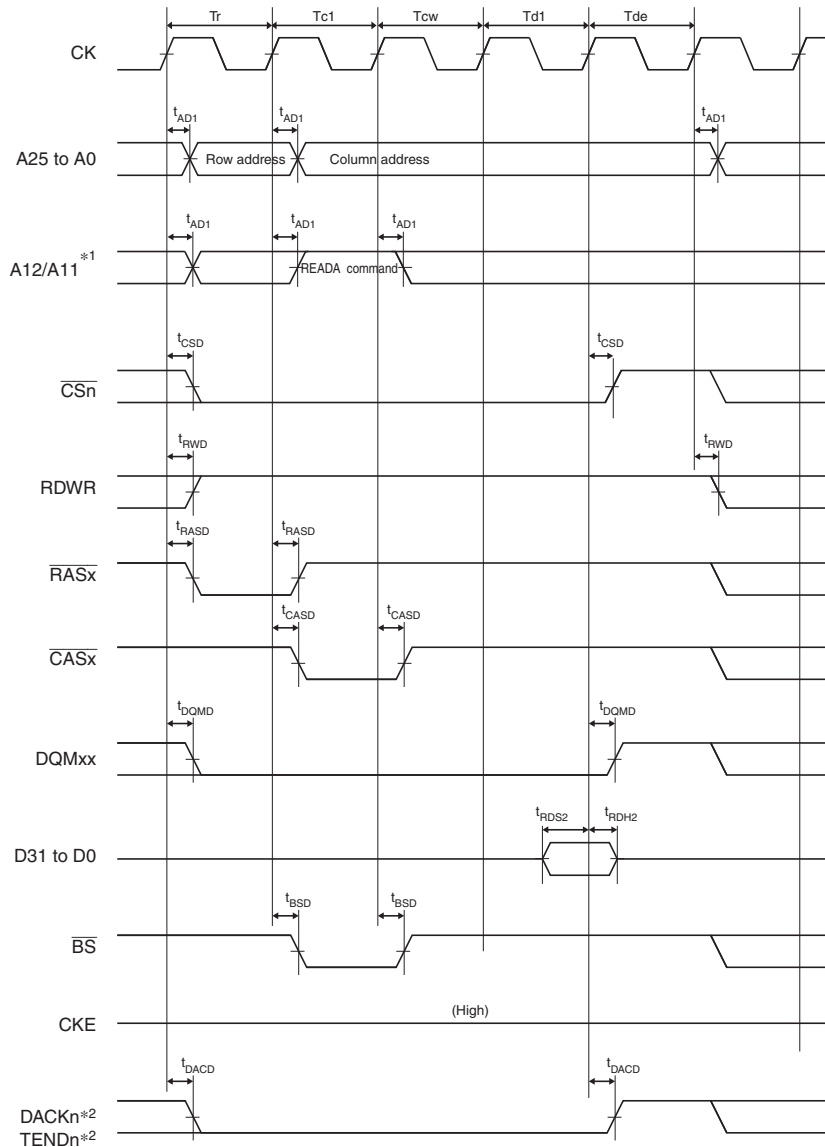 Tr Tc1 Tcw Td1 Tde
CK
tAD1 tAD1 tAD1
A25 to A0 Row address Column address
tAD1 tAD1 tAD1
A12/A11*1 READA command
tCSD tCSD
CSn
tRWD tRWD
RDWR
tRASD tRASD
RASx
tCASD tCASD
CASx
tDQMD tDQMD
DQMxx
tRDS2 tRDH2
D31 to D0
tBSD tBSD
BS
(High)
CKE
tDACD tDACD
DACKn*2
TENDn*2